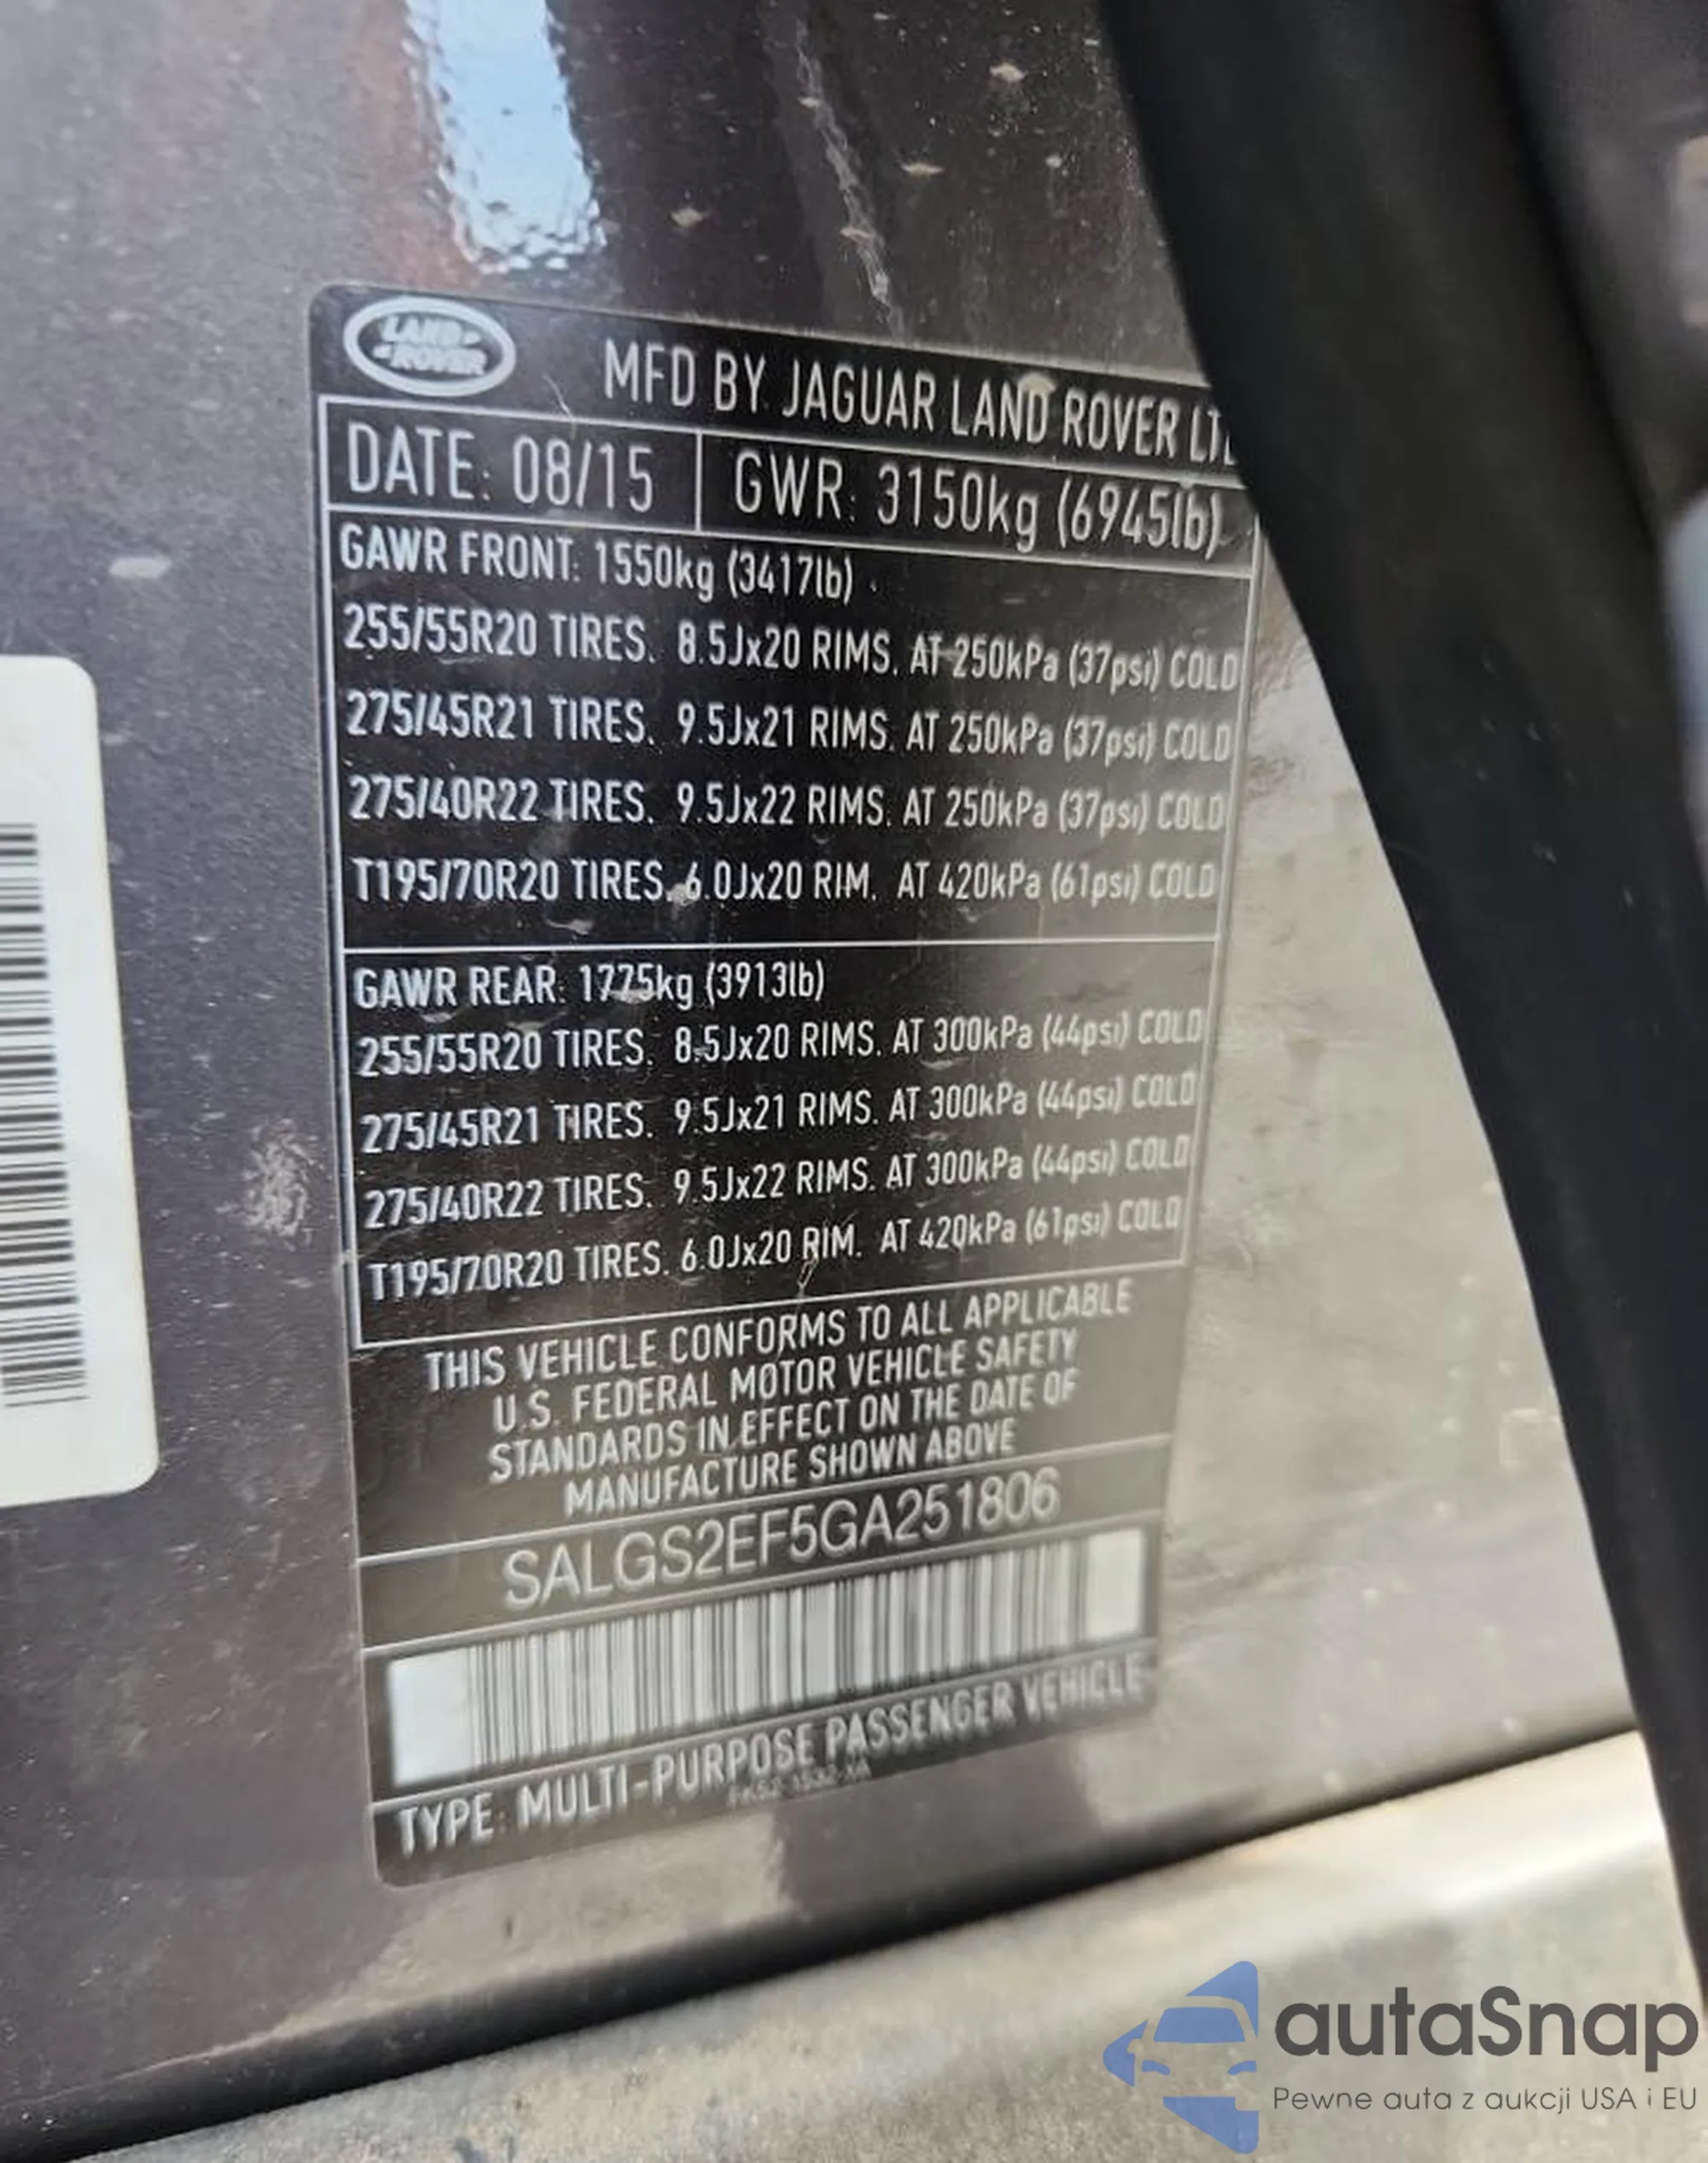 LAND ROVER
MFD BY JAGUAR LAND ROVER
DATE: 08/15 GWR: 3150kg (6945lb)
GAWR FRONT: 1550kg (3417lb)
255/55R20 TIRES. 8.5Jx20 RIMS. AT 250kPa (37psi) COLD
275/45R21 TIRES. 9.5Jx21 RIMS. AT 250kPa (37psi) COLD
275/40R22 TIRES. 9.5Jx22 RIMS. AT 250kPa (37psi) COLD
T195/70R20 TIRES. 6.0Jx20 RIM. AT 420kPa (61psi) COLD
GAWR REAR: 1775kg (3913lb)
255/55R20 TIRES. 8.5Jx20 RIMS. AT 300kPa (44psi) COLD
275/45R21 TIRES. 9.5Jx21 RIMS. AT 300kPa (44psi) COLD
275/40R22 TIRES. 9.5Jx22 RIMS. AT 300kPa (44psi) COLD
T195/70R20 TIRES. 6.0Jx20 RIM. AT 420kPa (61psi) COLD
THIS VEHICLE CONFORMS TO ALL APPLICABLE
U.S. FEDERAL MOTOR VEHICLE SAFETY
STANDARDS IN EFFECT ON THE DATE OF
MANUFACTURE SHOWN ABOVE
SALGS2EF5GA251806
TYPE: MULTI-PURPOSE PASSENGER VEHICLE
autaSnap
Pewne auta z aukcji USA i EU